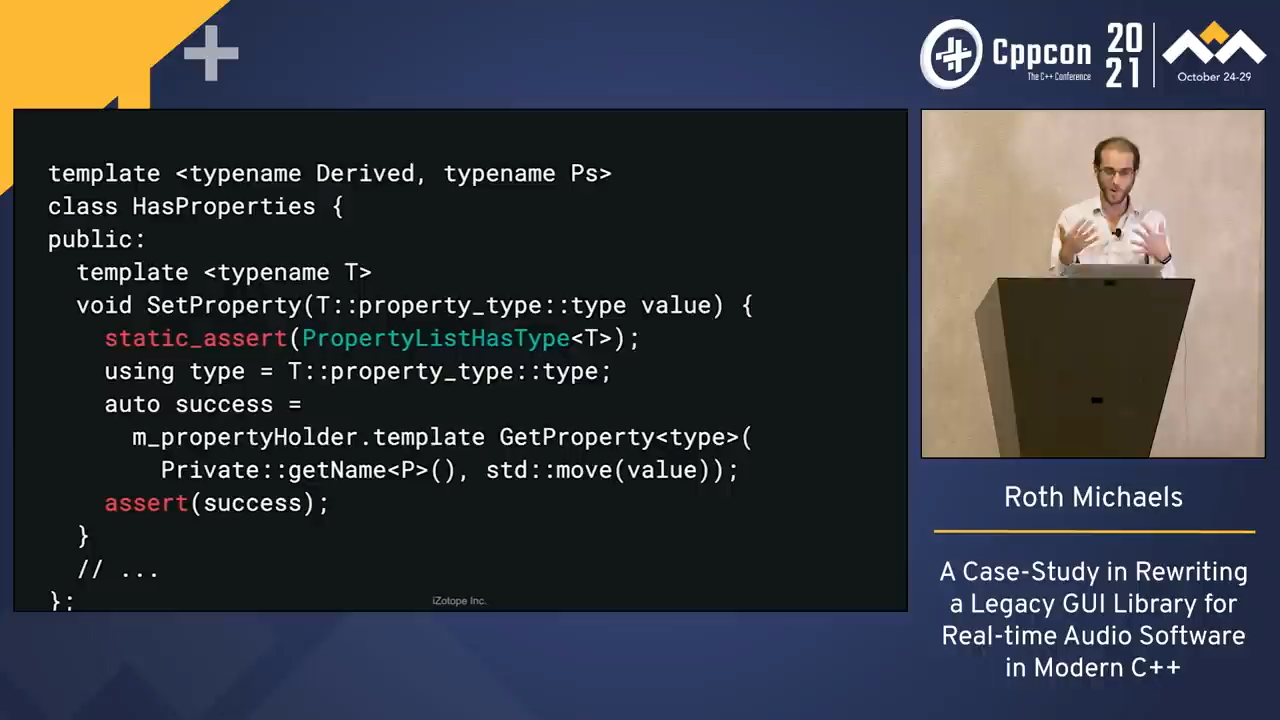 Cppcon
The C++ Conference
20
21
October 24-29
template <typename Derived, typename Ps>
class HasProperties {
public:
template <typename T>
void SetProperty(T::property_type::type value) {
static_assert(PropertyListHasType<T>);
using type = T::property_type::type;
auto success =
m_propertyHolder.template GetProperty<type>(
Private::getName<P>(), std::move(value));
assert(success);
}
// ...
};
iZotope Inc.
Roth Michaels
A Case-Study in Rewriting
a Legacy GUI Library for
Real-time Audio Software
in Modern C++